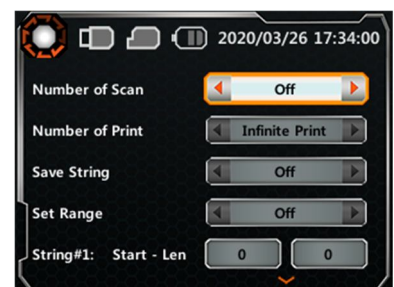 2020/03/26 17:34:00
Number of Scan Off
Number of Print Infinite Print
Save String Off
Set Range Off
String#1: Start - Len 0 0